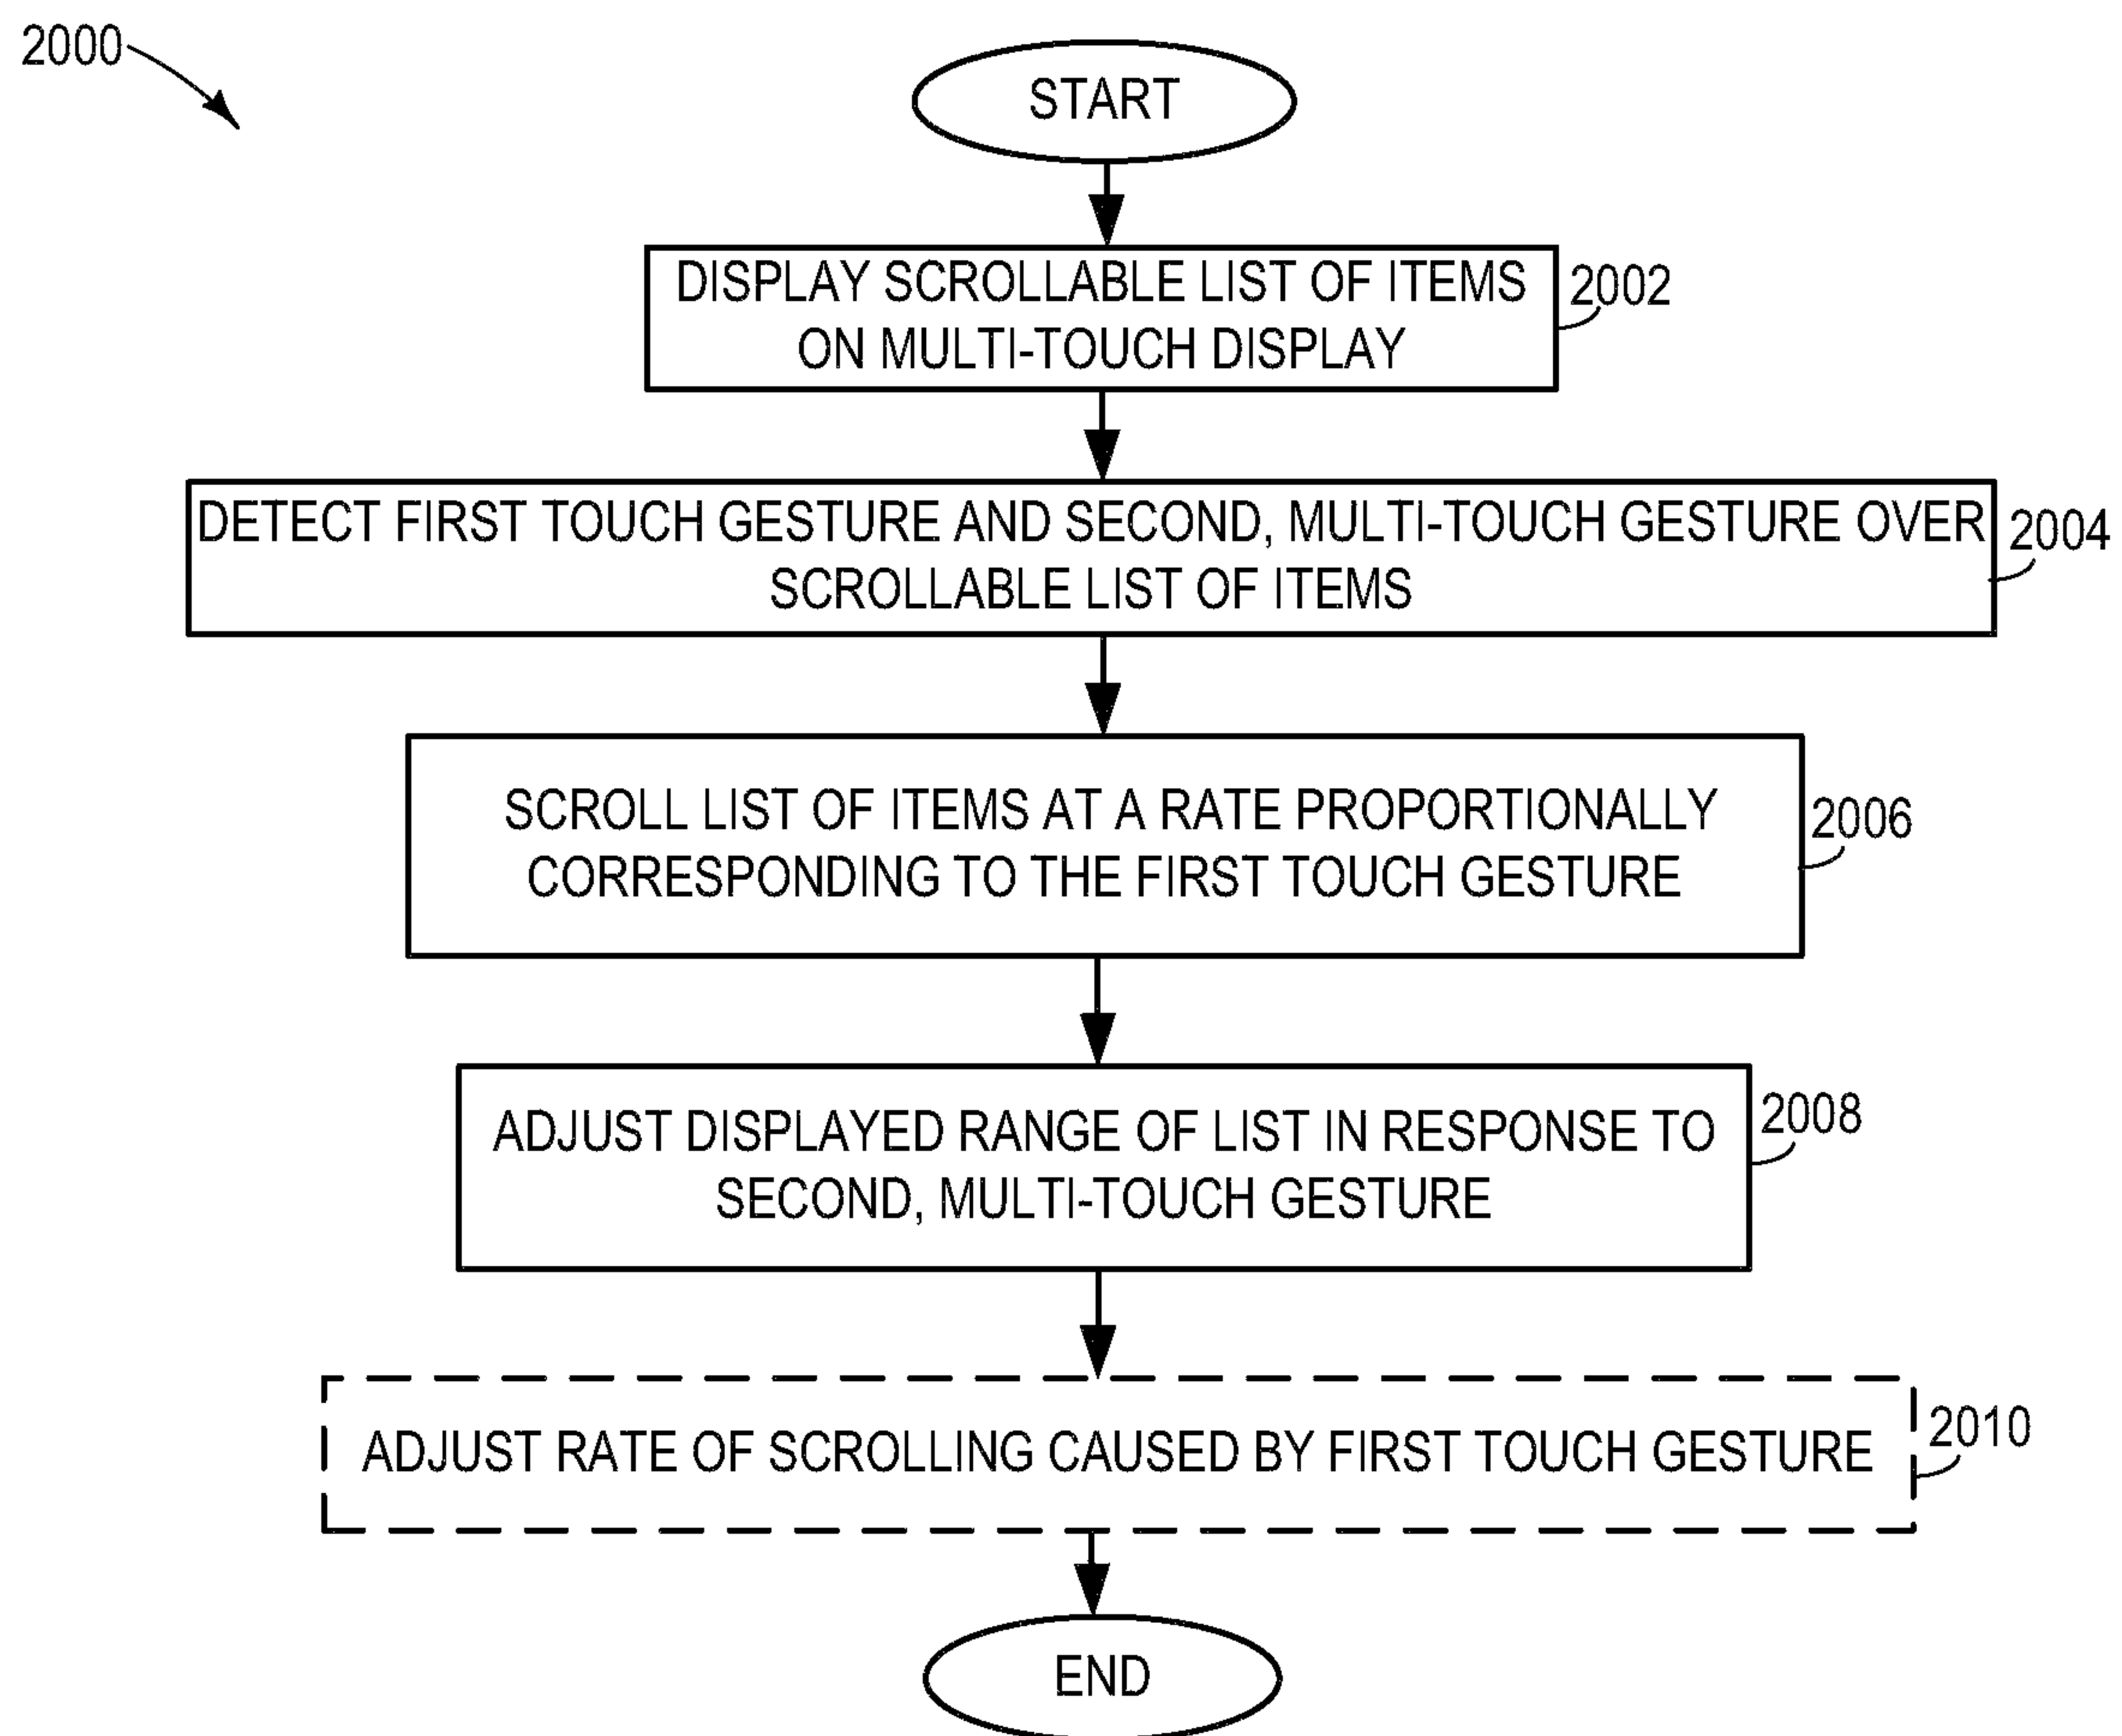 2000
START
DISPLAY SCROLLABLE LIST OF ITEMS
ON MULTI-TOUCH DISPLAY
2002
DETECT FIRST TOUCH GESTURE AND SECOND, MULTI-TOUCH GESTURE OVER
SCROLLABLE LIST OF ITEMS
2004
SCROLL LIST OF ITEMS AT A RATE PROPORTIONALLY
CORRESPONDING TO THE FIRST TOUCH GESTURE
2006
ADJUST DISPLAYED RANGE OF LIST IN RESPONSE TO
SECOND, MULTI-TOUCH GESTURE
2008
ADJUST RATE OF SCROLLING CAUSED BY FIRST TOUCH GESTURE
2010
END